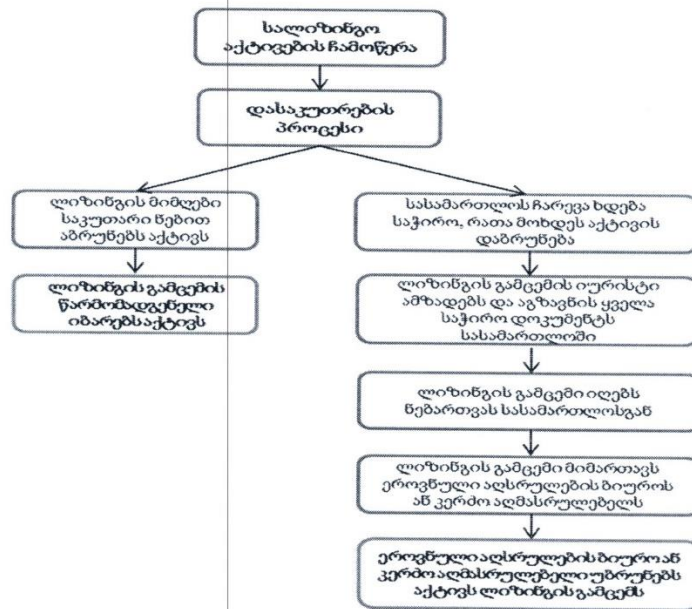 სალიზინგო
აქტივების ჩამოწერა
დასაკუთრების
პროცესი
ლიზინგის მიმღები
საკუთარი ნებით
აბრუნებს აქტივს
ლიზინგის გამცემის
წარმომადგენელი
იბარებს აქტივს
სასამართლოს ჩარევა ხდება
საჭირო, რათა მოხდეს აქტივის
დაბრუნება
ლიზინგის გამცემის იურისტი
ამზადებს და აგზავნის ყველა
საჭირო დოკუმენტს
სასამართლოში
ლიზინგის გამცემი იღებს
ნებართვას სასამართლოსგან
ლიზინგის გამცემი მიმართავს
ეროვნული აღსრულების ბიუროს
ან კერძო აღმასრულებელს
ეროვნული აღსრულების ბიურო ან
კერძო აღმასრულებელი უბრუნებს
აქტივს ლიზინგის გამცემს